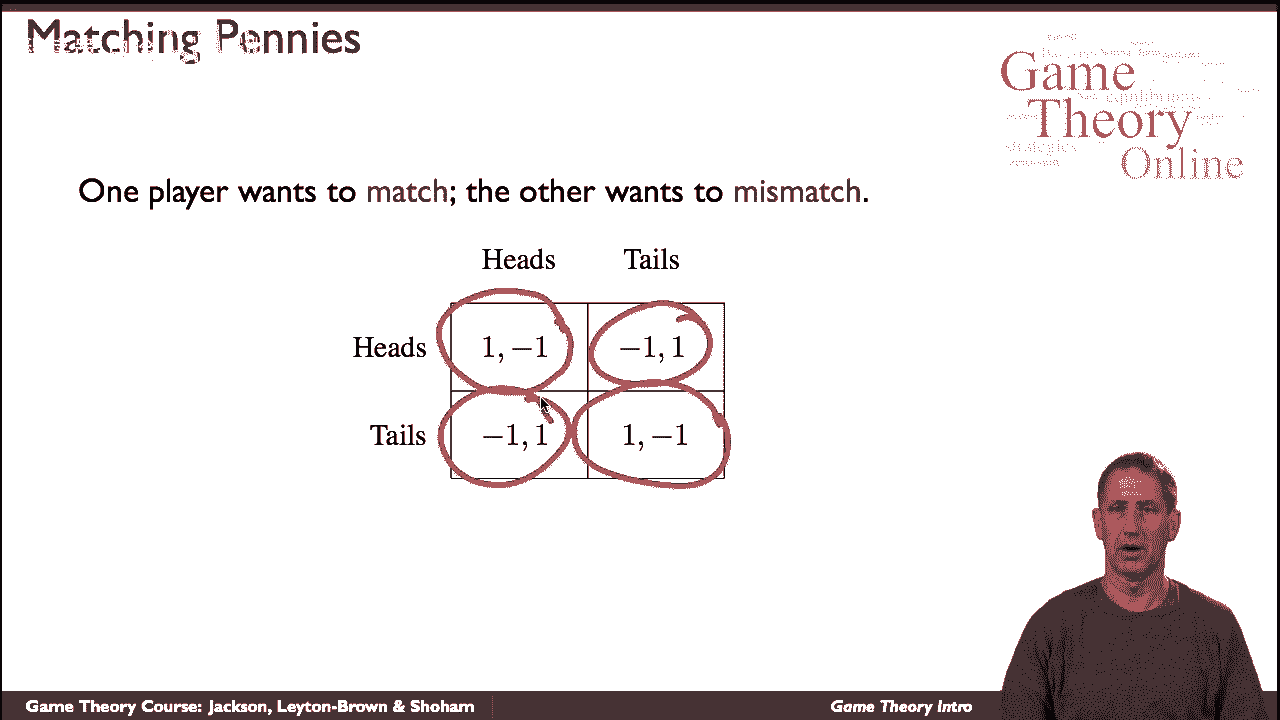 Matching Pennies
Game
Theory
Online
One player wants to match; the other wants to mismatch.
Heads Tails
Heads 1, −1 −1, 1
Tails −1, 1 1, −1
Game Theory Course: Jackson, Leyton-Brown & Shoham
Game Theory Intro